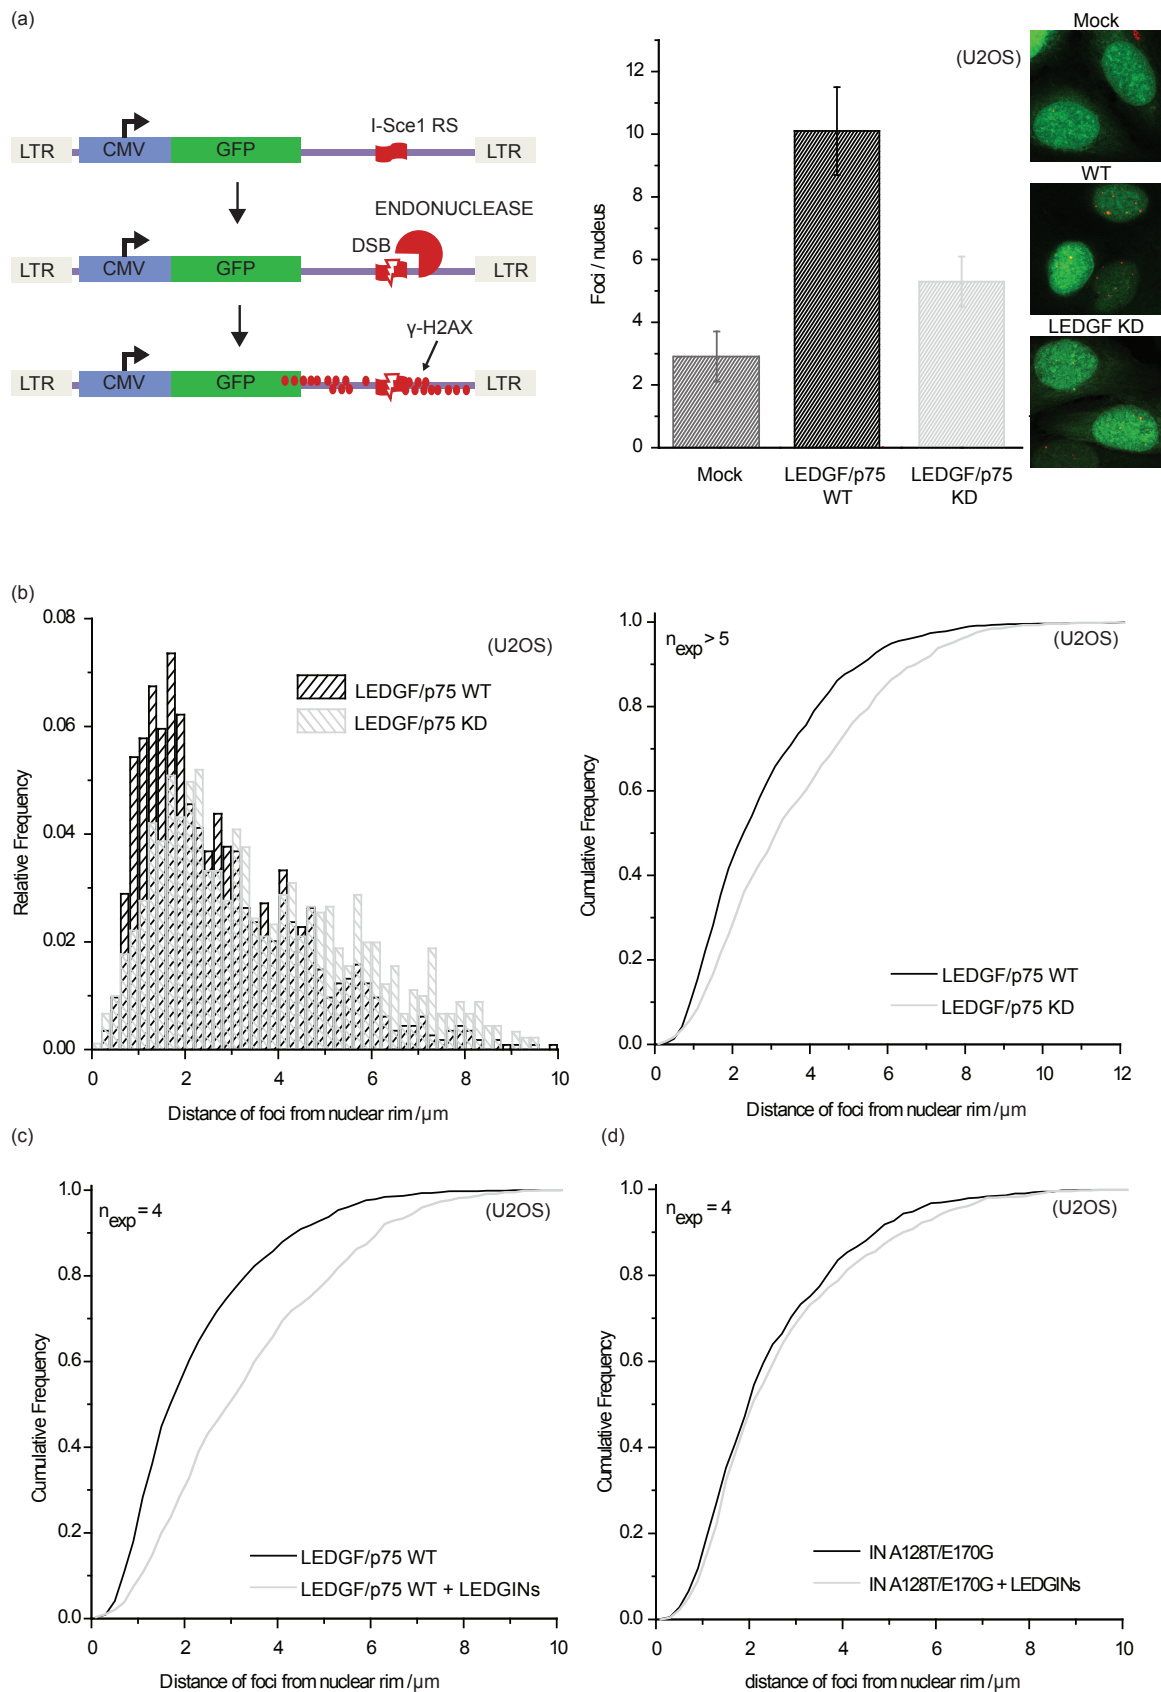 (a)
I-Sce1 RS
LTR CMV GFP LTR
ENDONUCLEASE
DSB
LTR CMV GFP LTR
γ-H2AX
LTR CMV GFP LTR
(U2OS)
Foci / nucleus
12
10
8
6
4
2
0
Mock
LEDGF/p75
WT
LEDGF/p75
KD
Mock
WT
LEDGF KD
(b)
(U2OS)
LEDGF/p75 WT
LEDGF/p75 KD
Relative Frequency
0.08
0.06
0.04
0.02
0.00
0 2 4 6 8 10
Distance of foci from nuclear rim /µm
n_exp > 5
(U2OS)
Cumulative Frequency
1.0
0.8
0.6
0.4
0.2
0.0
LEDGF/p75 WT
LEDGF/p75 KD
0 2 4 6 8 10 12
Distance of foci from nuclear rim /µm
(c)
n_exp = 4
(U2OS)
Cumulative Frequency
1.0
0.8
0.6
0.4
0.2
0.0
LEDGF/p75 WT
LEDGF/p75 WT + LEDGINs
0 2 4 6 8 10
Distance of foci from nuclear rim /µm
(d)
n_exp = 4
(U2OS)
Cumulative Frequency
1.0
0.8
0.6
0.4
0.2
0.0
IN A128T/E170G
IN A128T/E170G + LEDGINs
0 2 4 6 8 10
distance of foci from nuclear rim /µm